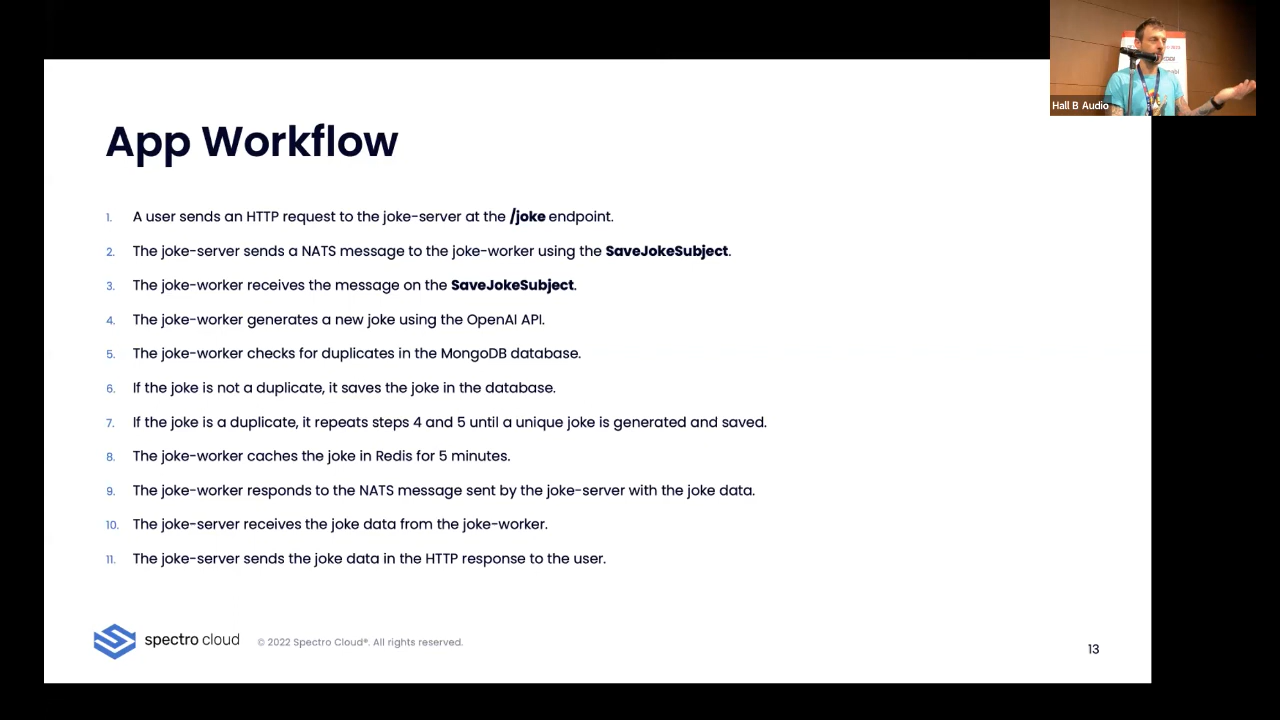 Hall B Audio
App Workflow
1. A user sends an HTTP request to the joke-server at the /joke endpoint.
2. The joke-server sends a NATS message to the joke-worker using the SaveJokeSubject.
3. The joke-worker receives the message on the SaveJokeSubject.
4. The joke-worker generates a new joke using the OpenAI API.
5. The joke-worker checks for duplicates in the MongoDB database.
6. If the joke is not a duplicate, it saves the joke in the database.
7. If the joke is a duplicate, it repeats steps 4 and 5 until a unique joke is generated and saved.
8. The joke-worker caches the joke in Redis for 5 minutes.
9. The joke-worker responds to the NATS message sent by the joke-server with the joke data.
10. The joke-server receives the joke data from the joke-worker.
11. The joke-server sends the joke data in the HTTP response to the user.
spectro cloud © 2022 Spectro Cloud®. All rights reserved.
13